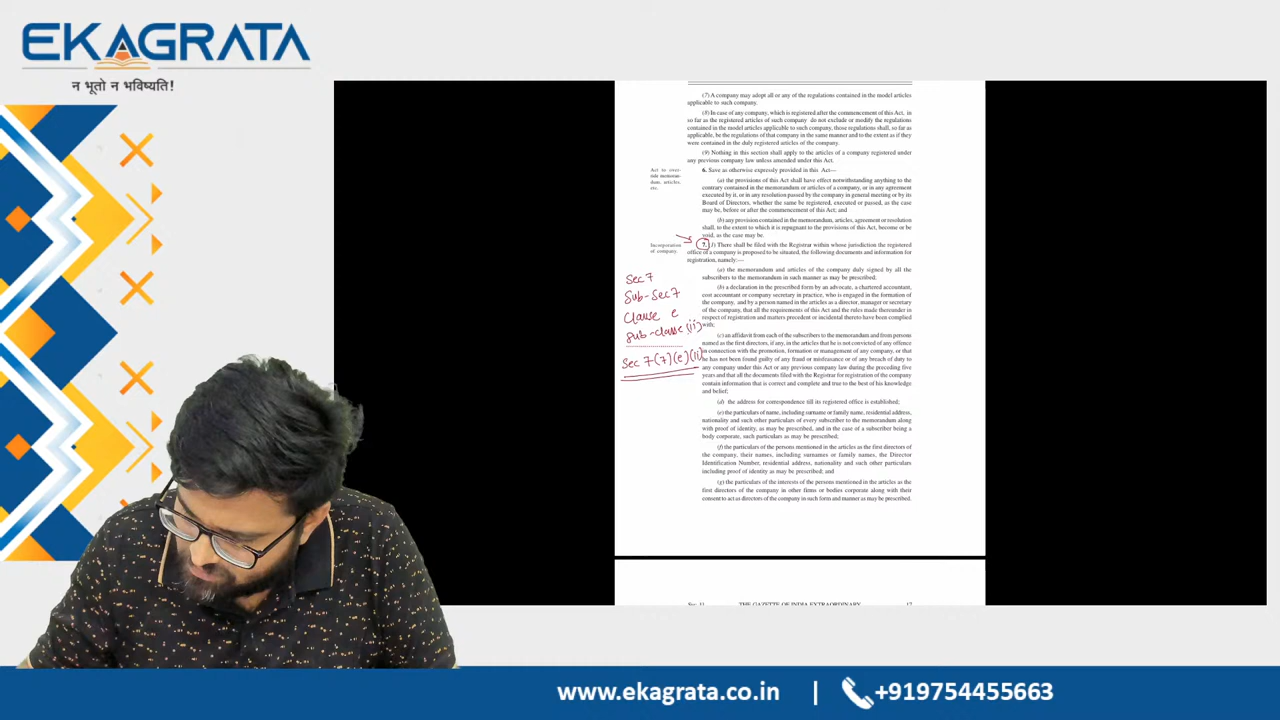 EKAGRATA
न भूतो न भविष्यति!
(7) A company may adopt all or any of the regulations contained in the model articles
applicable to such company.
(8) In case of any company, which is registered after the commencement of this Act, in
so far as the registered articles of such company do not exclude or modify the regulations
contained in the model articles applicable to such company, those regulations shall, so far as
applicable, be the regulations of that company in the same manner and to the extent as if they
were contained in the duly registered articles of the company.
(9) Nothing in this section shall apply to the articles of a company registered under
any previous company law unless amended under this Act.
Act to over-
ride memoran-
dum, articles,
etc.
6. Save as otherwise expressly provided in this Act—
(a) the provisions of this Act shall have effect notwithstanding anything to the
contrary contained in the memorandum or articles of a company, or in any agreement
executed by it, or in any resolution passed by the company in general meeting or by its
Board of Directors, whether the same be registered, executed or passed, as the case
may be, before or after the commencement of this Act; and
(b) any provision contained in the memorandum, articles, agreement or resolution
shall, to the extent to which it is repugnant to the provisions of this Act, become or be
void, as the case may be.
Incorporation
of company.
7. (1) There shall be filed with the Registrar within whose jurisdiction the registered
office of a company is proposed to be situated, the following documents and information for
registration, namely:—
(a) the memorandum and articles of the company duly signed by all the
subscribers to the memorandum in such manner as may be prescribed;
(b) a declaration in the prescribed form by an advocate, a chartered accountant,
cost accountant or company secretary in practice, who is engaged in the formation of
the company, and by a person named in the articles as a director, manager or secretary
of the company, that all the requirements of this Act and the rules made thereunder in
respect of registration and matters precedent or incidental thereto have been complied
with;
(c) an affidavit from each of the subscribers to the memorandum and from persons
named as the first directors, if any, in the articles that he is not convicted of any offence
in connection with the promotion, formation or management of any company, or that
he has not been found guilty of any fraud or misfeasance or of any breach of duty to
any company under this Act or any previous company law during the preceding five
years and that all the documents filed with the Registrar for registration of the company
contain information that is correct and complete and true to the best of his knowledge
and belief;
(d) the address for correspondence till its registered office is established;
(e) the particulars of name, including surname or family name, residential address,
nationality and such other particulars of every subscriber to the memorandum along
with proof of identity, as may be prescribed, and in the case of a subscriber being a
body corporate, such particulars as may be prescribed;
(f) the particulars of the persons mentioned in the articles as the first directors of
the company, their names, including surnames or family names, the Director
Identification Number, residential address, nationality and such other particulars
including proof of identity as may be prescribed; and
(g) the particulars of the interests of the persons mentioned in the articles as the
first directors of the company in other firms or bodies corporate along with their
consent to act as directors of the company in such form and manner as may be prescribed.
Sec 7
Sub-Sec 7
Clause e
Sub-Clause (ii)
Sec 7(7)(e)(ii)
THE GAZETTE OF INDIA EXTRAORDINARY 17
www.ekagrata.co.in | +919754455663